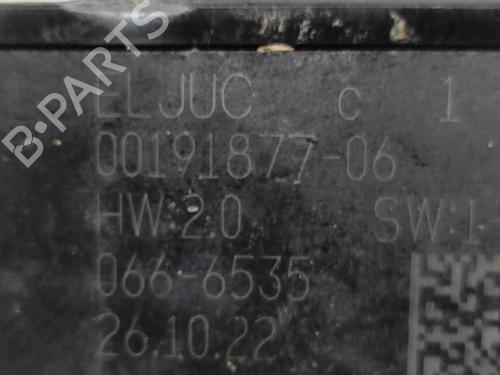 ELJUC c 1
00191877-06
HW:2.0 SW:1
066-6535
26.10.22
B-PARTS